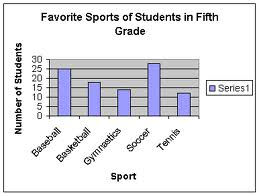 Favorite Sports of Students in Fifth
Grade
Number of Students
30
25
20
15
10
5
0
Baseball
Basketball
Gymnastics
Soccer
Tennis
Sport
Series1